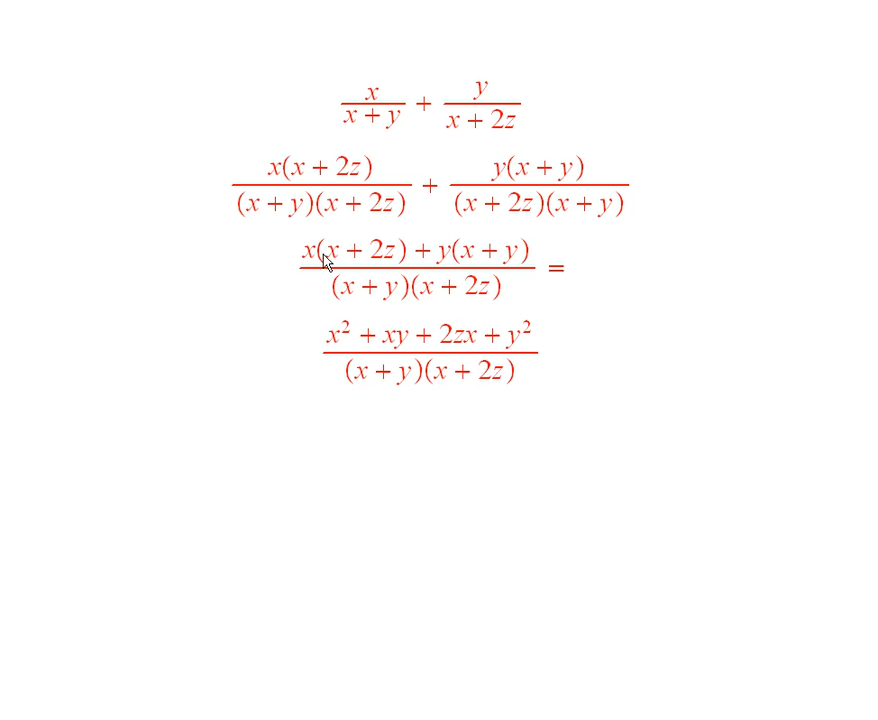 x/(x + y) + y/(x + 2z)
x(x + 2z)/((x + y)(x + 2z)) + y(x + y)/((x + 2z)(x + y))
(x(x + 2z) + y(x + y))/((x + y)(x + 2z)) =
(x² + xy + 2zx + y²)/((x + y)(x + 2z))